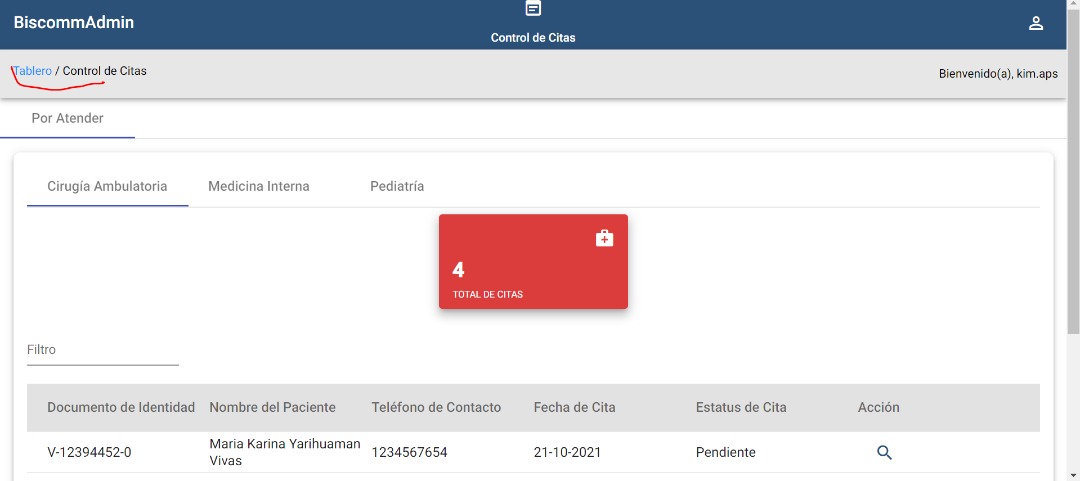 BiscommAdmin
Control de Citas
Tablero / Control de Citas
Bienvenido(a), kim.aps
Por Atender
Cirugía Ambulatoria Medicina Interna Pediatría
4
TOTAL DE CITAS
Filtro
Documento de Identidad Nombre del Paciente Teléfono de Contacto Fecha de Cita Estatus de Cita Acción
V-12394452-0 Maria Karina Yarihuaman 1234567654 21-10-2021 Pendiente
Vivas